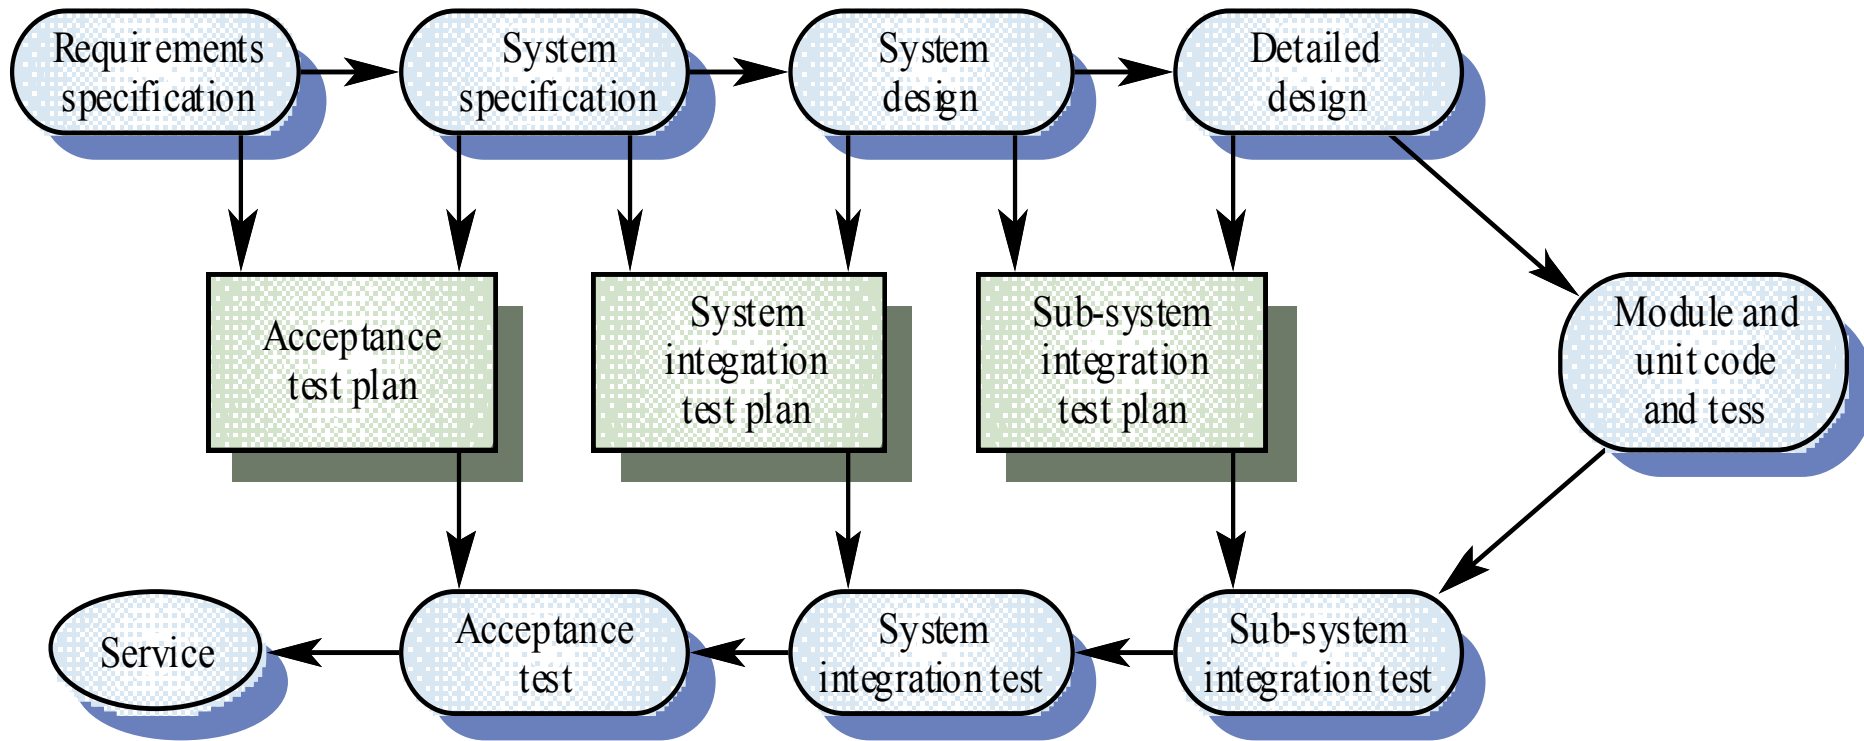 Requirements
specification
System
specification
System
design
Detailed
design
Acceptance
test plan
System
integration
test plan
Sub-system
integration
test plan
Module and
unit code
and tess
Service
Acceptance
test
System
integration test
Sub-system
integration test